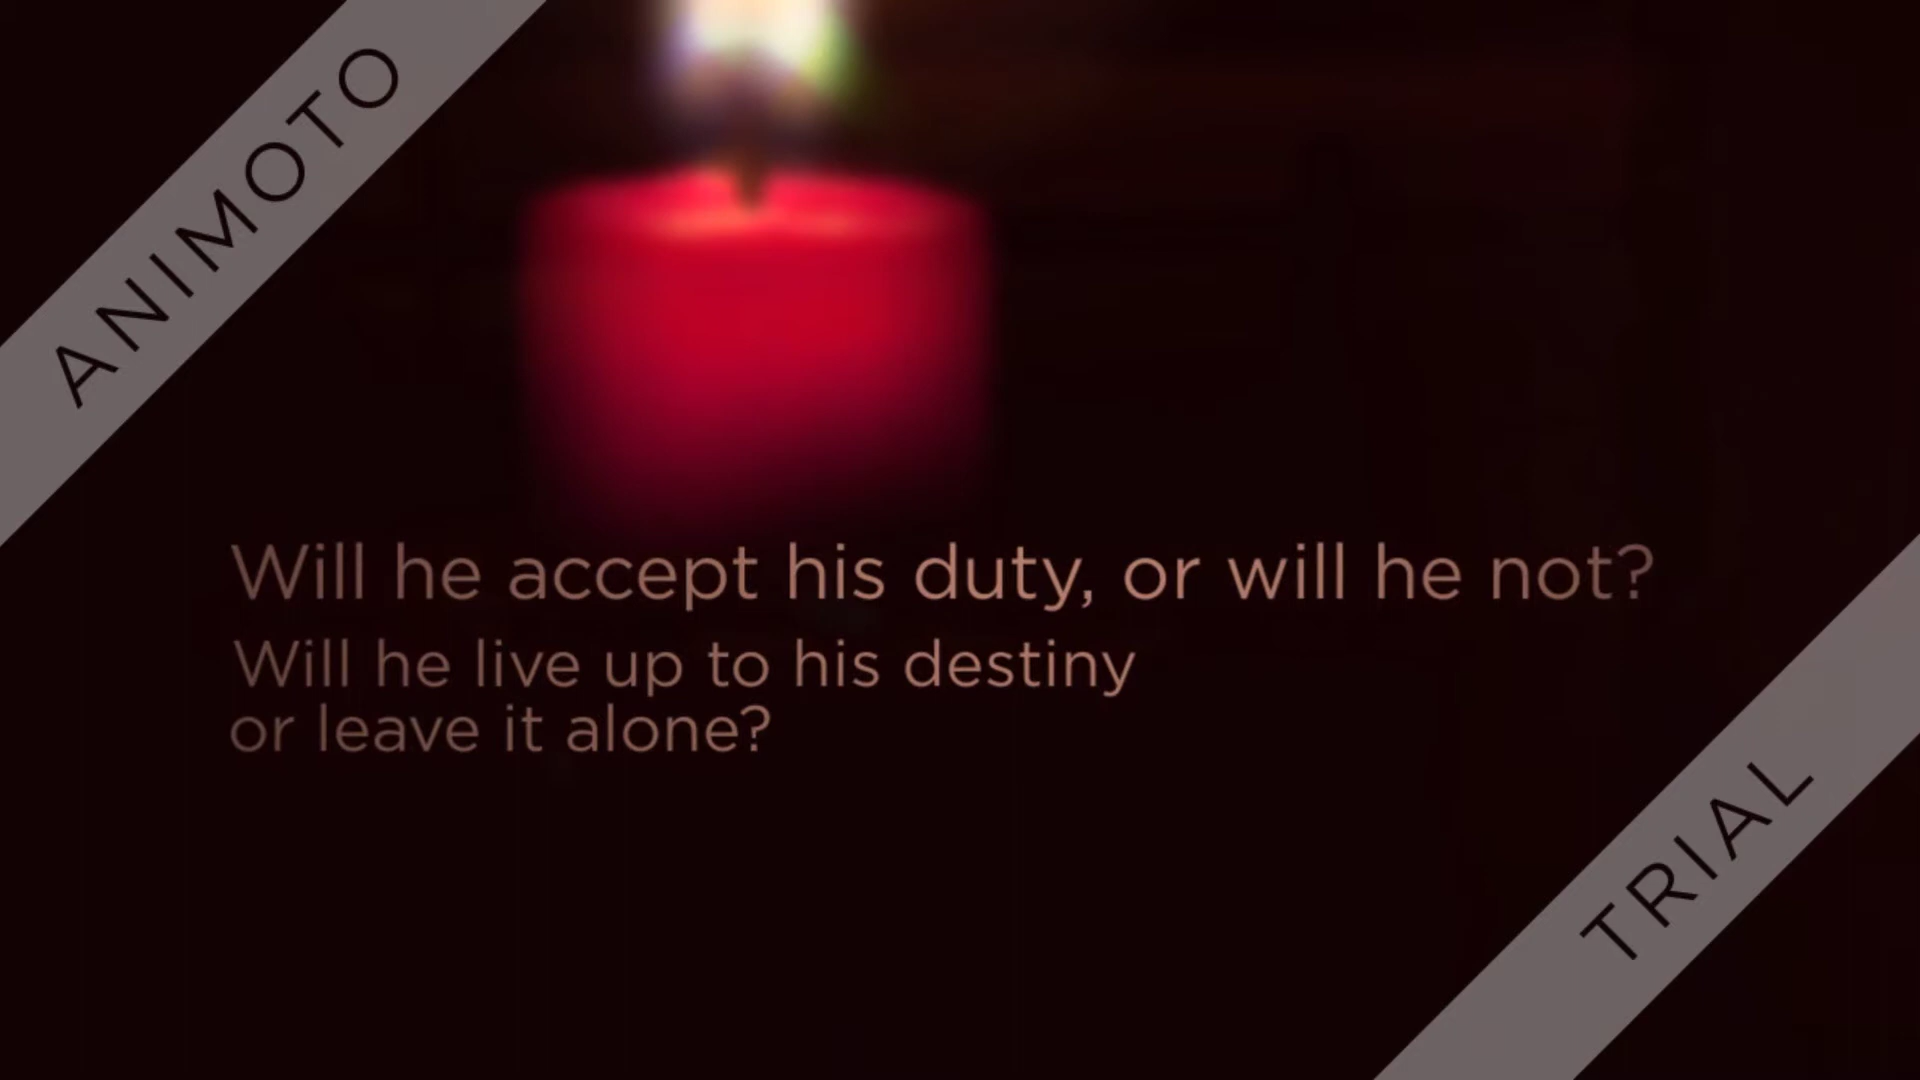 ANIMOTO
Will he accept his duty, or will he not?
Will he live up to his destiny
or leave it alone?
TRIAL